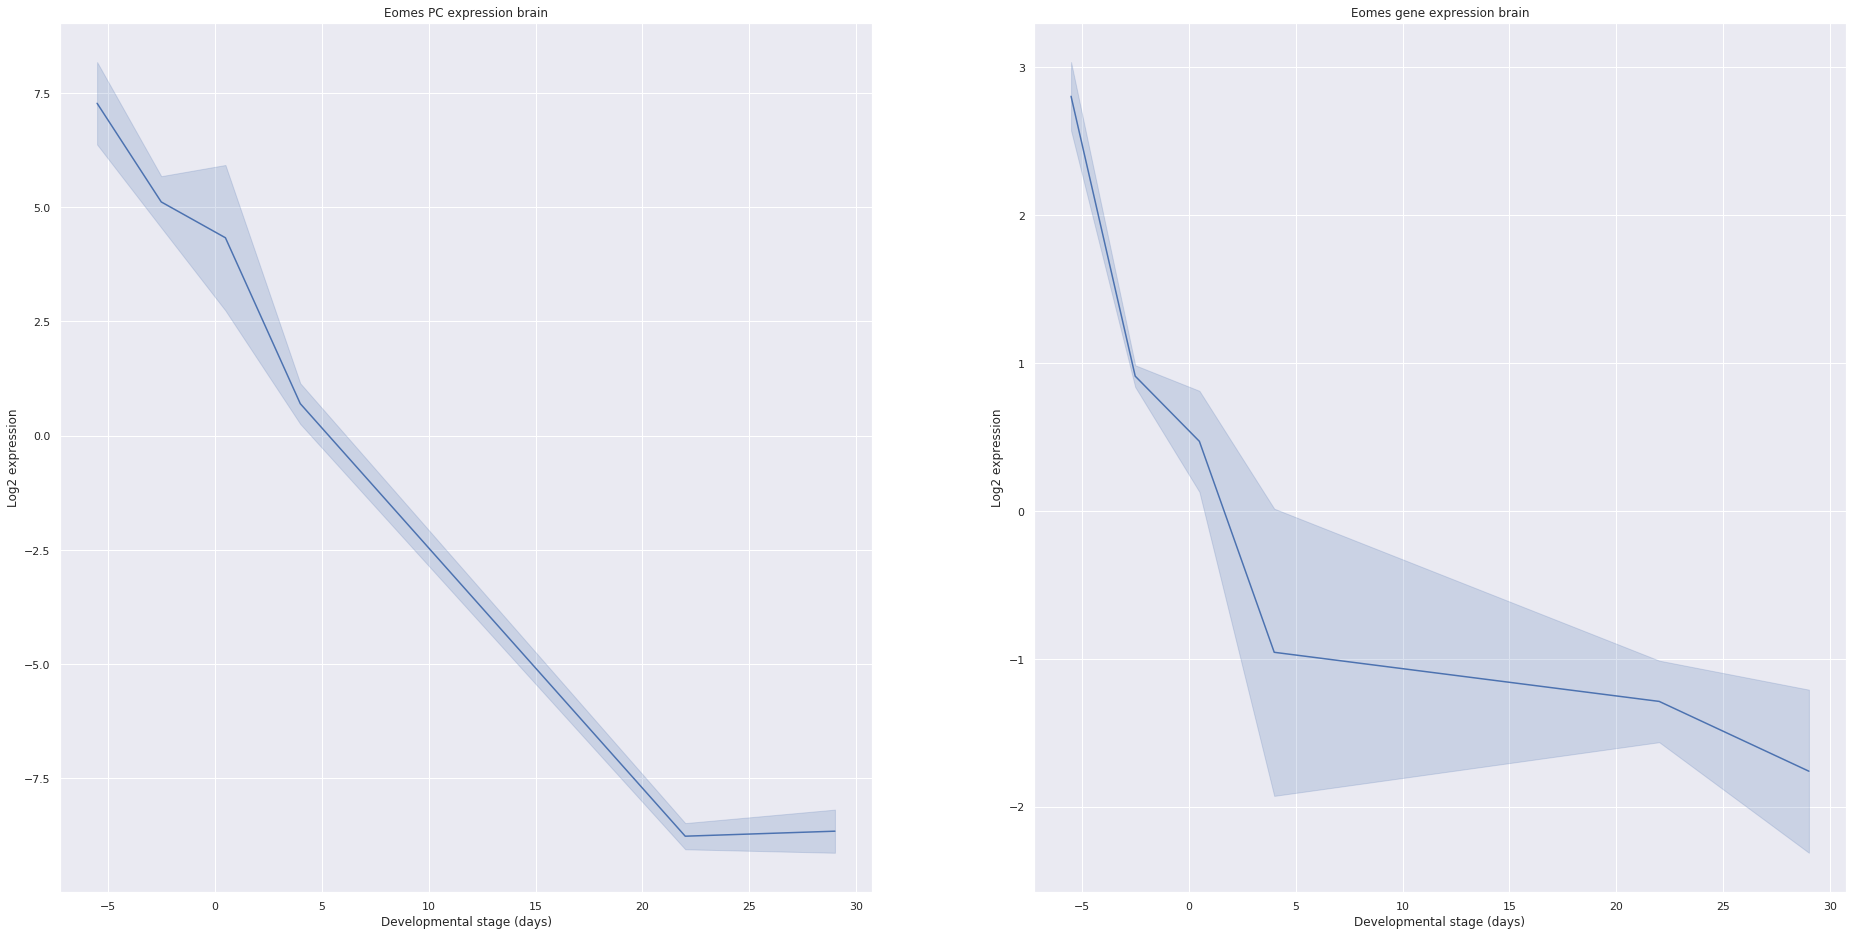 Eomes PC expression brain
7.5
5.0
2.5
0.0
−2.5
−5.0
−7.5
Log2 expression
−5 0 5 10 15 20 25 30
Developmental stage (days)
Eomes gene expression brain
3
2
1
0
−1
−2
Log2 expression
−5 0 5 10 15 20 25 30
Developmental stage (days)